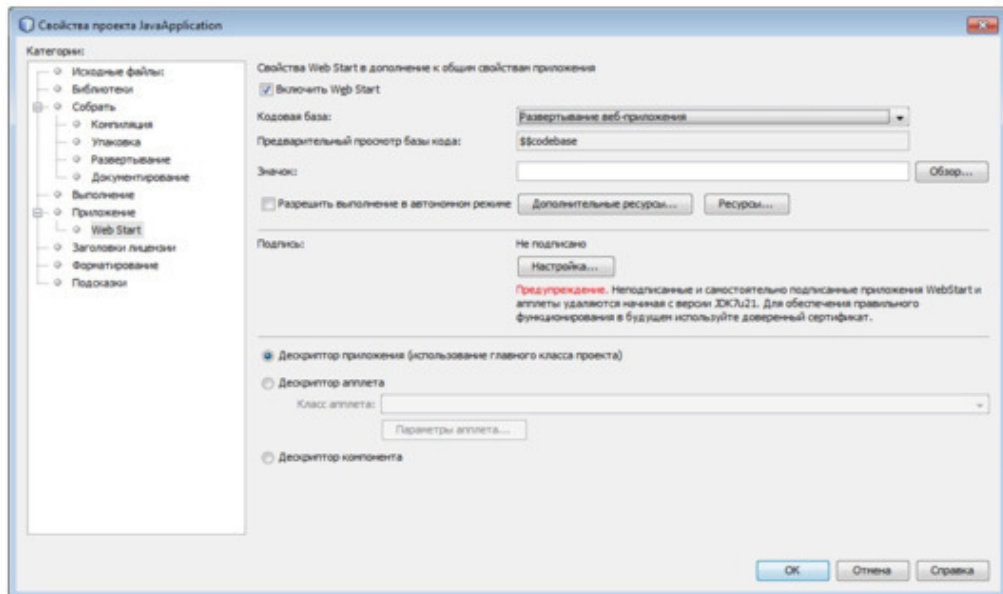 Свойства проекта JavaApplication
Категории:
Исходные файлы:
Библиотеки
Собрать
Компиляция
Упаковка
Развертывание
Документирование
Выполнение
Приложение
Web Start
Заголовки лицензии
Форматирование
Подсказки
Свойства Web Start в дополнение к общим свойствам приложения
Включить Web Start
Кодовая база: Развертывание веб-приложения
Предварительный просмотр базы кода: $$codebase
Значок: Обзор...
Разрешить выполнение в автономном режиме Дополнительные ресурсы... Ресурсы...
Подпись: Не подписано
Настройка...
Предупреждение. Неподписанные и самостоятельно подписанные приложения WebStart и
апплеты удаляются начиная с версии JDK7u21. Для обеспечения правильного
функционирования в будущем используйте доверенный сертификат.
Дескриптор приложения (использование главного класса проекта)
Дескриптор апплета
Класс апплета:
Параметры апплета...
Дескриптор компонента
OK Отмена Справка